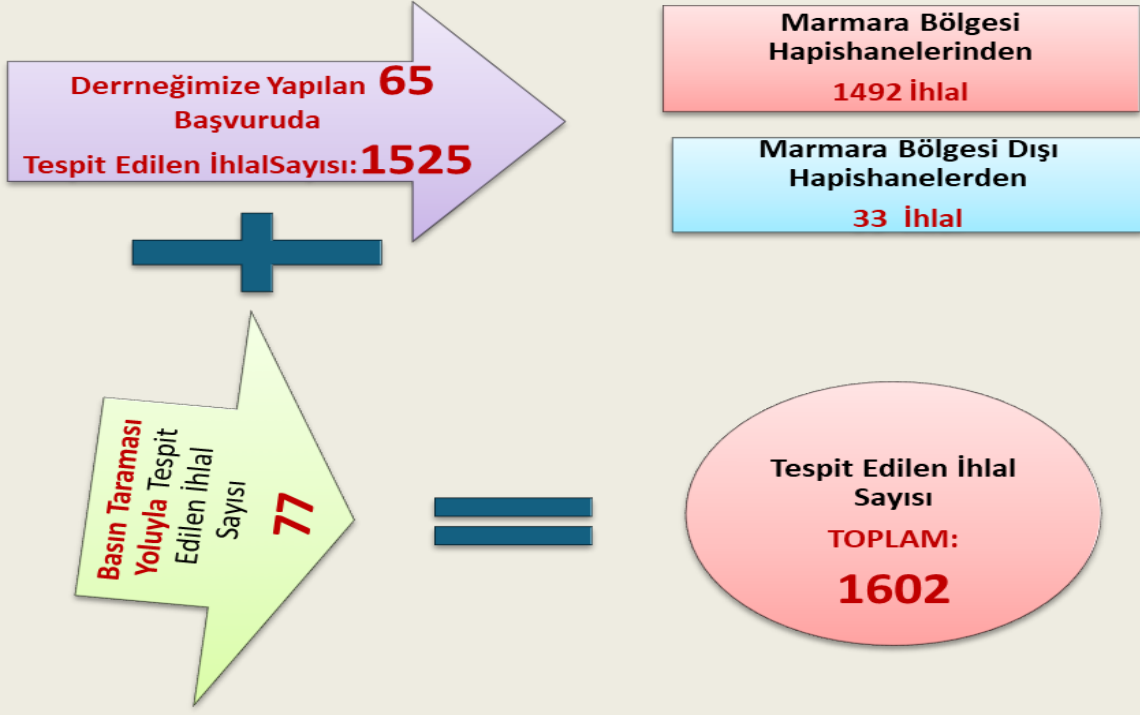 Derrneğimize Yapılan 65
Başvuruda
Tespit Edilen İhlalSayısı: 1525
Marmara Bölgesi
Hapishanelerinden
1492 İhlal
Marmara Bölgesi Dışı
Hapishanelerden
33 İhlal
Basın Taraması
Yoluyla Tespit
Edilen İhlal
Sayısı
77
Tespit Edilen İhlal
Sayısı
TOPLAM:
1602